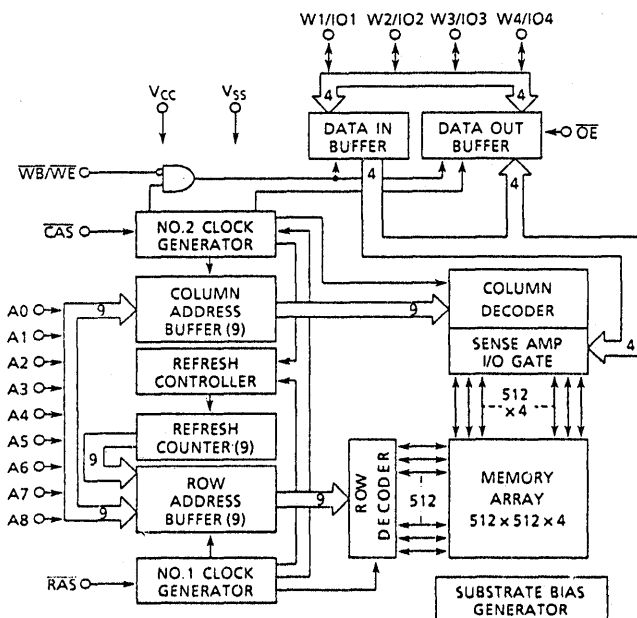 W1/IO1 W2/IO2 W3/IO3 W4/IO4
4 4
VCC VSS
DATA IN
BUFFER
DATA OUT
BUFFER
OE
WB/WE
4 4
CAS
NO.2 CLOCK
GENERATOR
COLUMN
ADDRESS
BUFFER (9)
9
9
COLUMN
DECODER
SENSE AMP
I/O GATE
4
A0
A1
A2
A3
A4
A5
A6
A7
A8
REFRESH
CONTROLLER
512
×4
REFRESH
COUNTER (9)
9
ROW
ADDRESS
BUFFER (9)
9
9
ROW
DECODER
512
MEMORY
ARRAY
512×512×4
RAS
NO.1 CLOCK
GENERATOR
SUBSTRATE BIAS
GENERATOR